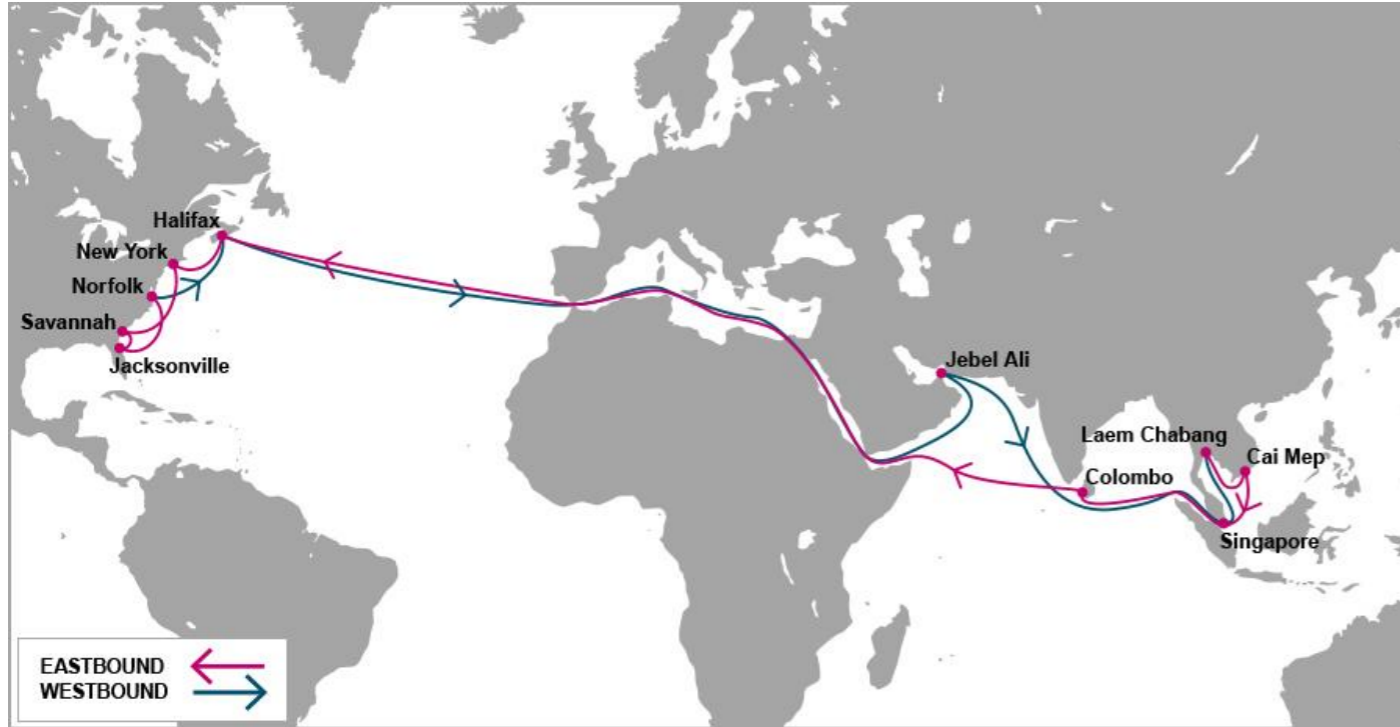 Halifax
New York
Norfolk
Savannah
Jacksonville
Jebel Ali
Laem Chabang
Cai Mep
Colombo
Singapore
EASTBOUND
WESTBOUND